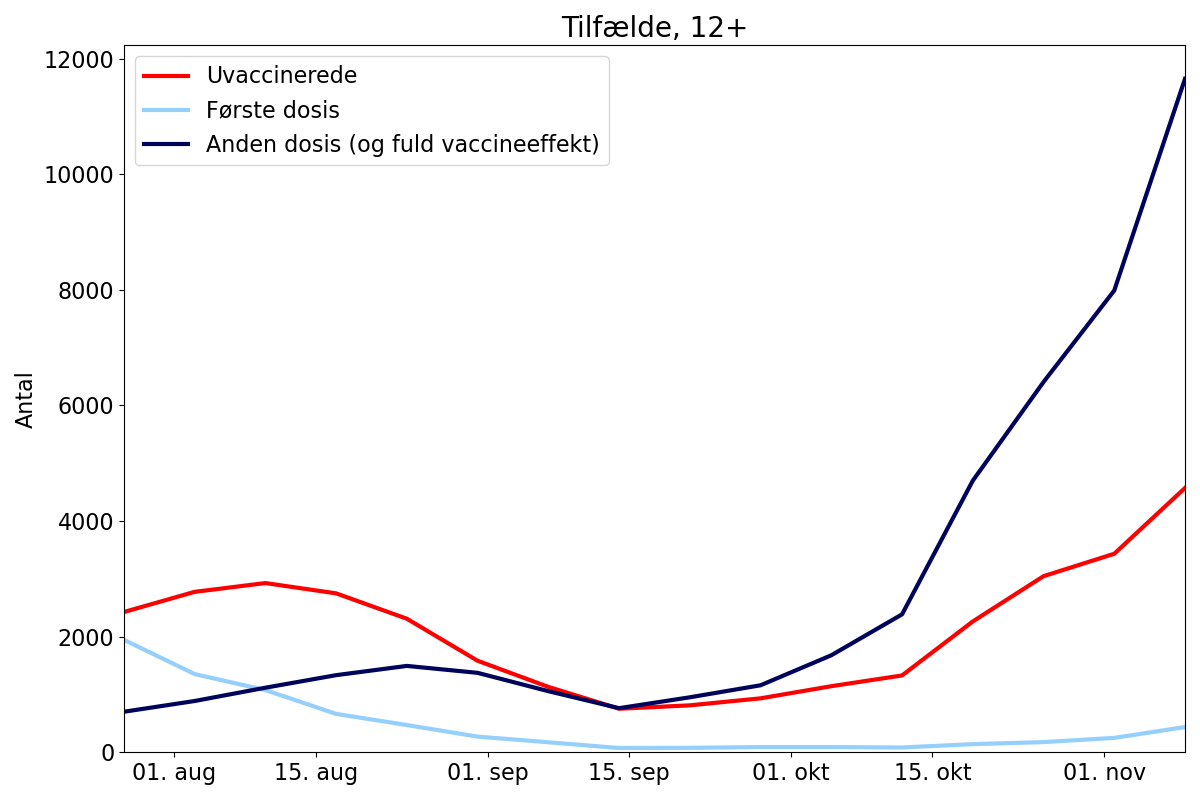 Tilfælde, 12+
Uvaccinerede
Første dosis
Anden dosis (og fuld vaccineeffekt)
12000
10000
8000
6000
4000
2000
0
Antal
01. aug
15. aug
01. sep
15. sep
01. okt
15. okt
01. nov